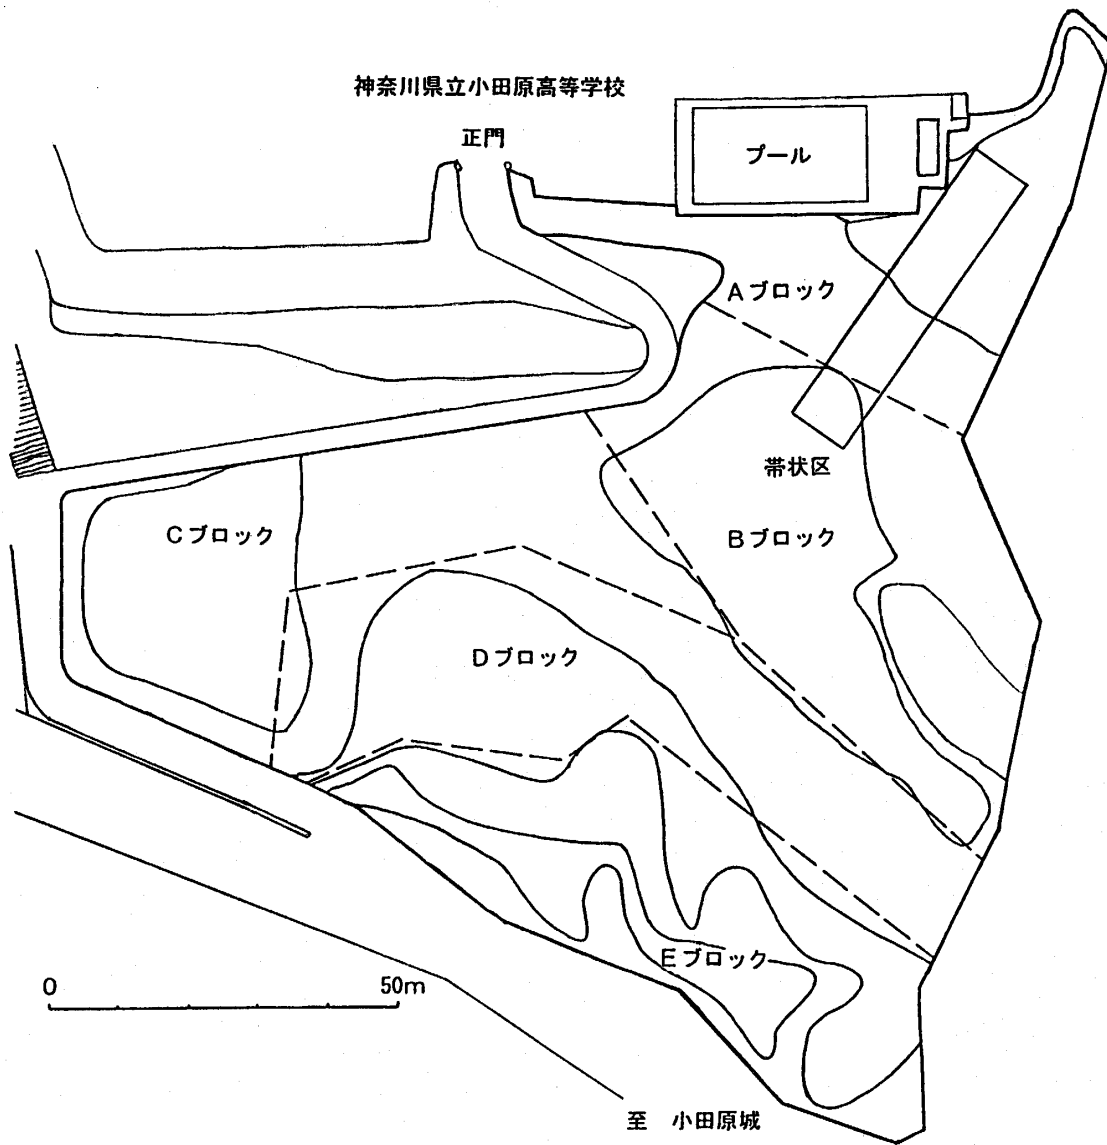 神奈川県立小田原高等学校
正門
プール
Aブロック
帯状区
Cブロック
Bブロック
Dブロック
Eブロック
0 50m
至 小田原城